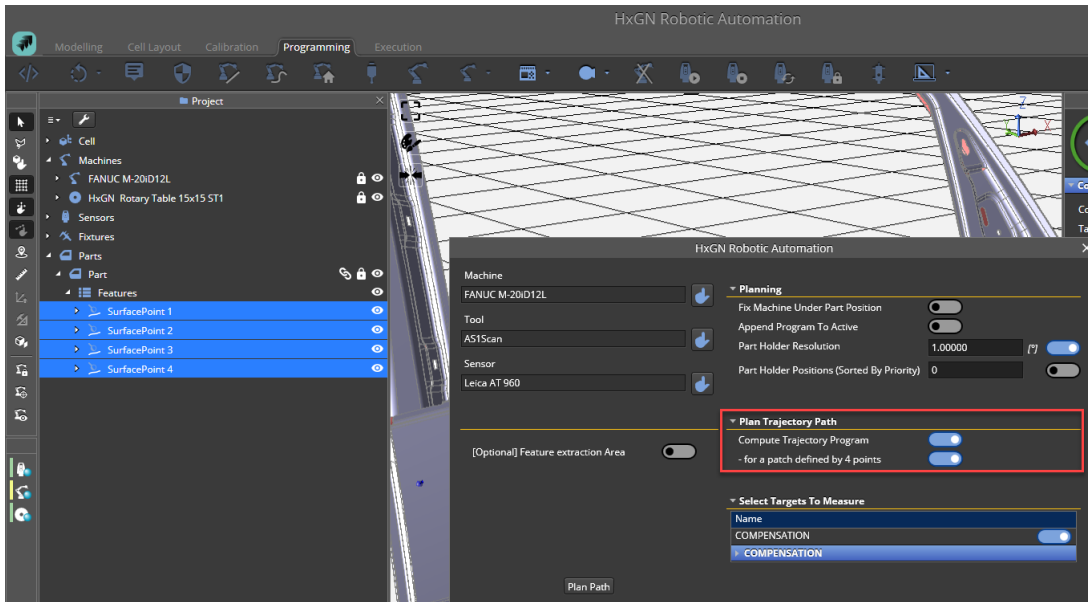 HxGN Robotic Automation
Modelling Cell Layout Calibration Programming Execution
Project
Cell
Machines
FANUC M-20iD12L
HxGN Rotary Table 15x15 ST1
Sensors
Fixtures
Parts
Part
Features
SurfacePoint 1
SurfacePoint 2
SurfacePoint 3
SurfacePoint 4
Z
X
Co
Co
Ta
HxGN Robotic Automation
Machine
FANUC M-20iD12L
Tool
AS1Scan
Sensor
Leica AT 960
[Optional] Feature extraction Area
Planning
Fix Machine Under Part Position
Append Program To Active
Part Holder Resolution 1.00000 [°]
Part Holder Positions (Sorted By Priority) 0
Plan Trajectory Path
Compute Trajectory Program
- for a patch defined by 4 points
Select Targets To Measure
Name
COMPENSATION
COMPENSATION
Plan Path